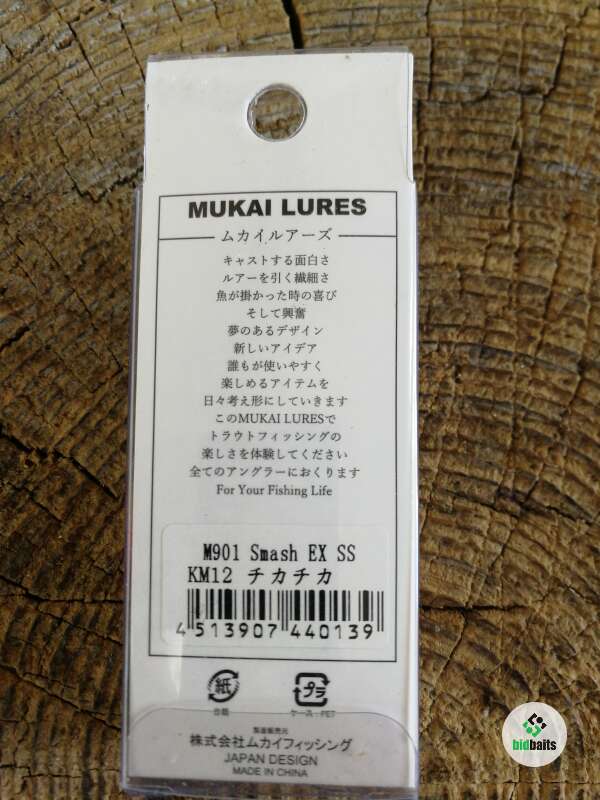 MUKAI LURES
ムカイルアーズ
キャストする面白さ
ルアーを引く繊細さ
魚が掛かった時の喜び
そして興奮
夢のあるデザイン
新しいアイデア
誰もが使いやすく
楽しめるアイテムを
日々考え形にしていきます
このMUKAI LURESで
トラウトフィッシングの
楽しさを体験してください
全てのアングラーにおくります
For Your Fishing Life
M901 Smash EX SS
KM12 チカチカ
4 513907 440139
紙 プラ
台紙 ケース・PET
製造販売元
株式会社ムカイフィッシング
JAPAN DESIGN
MADE IN CHINA
bidbaits